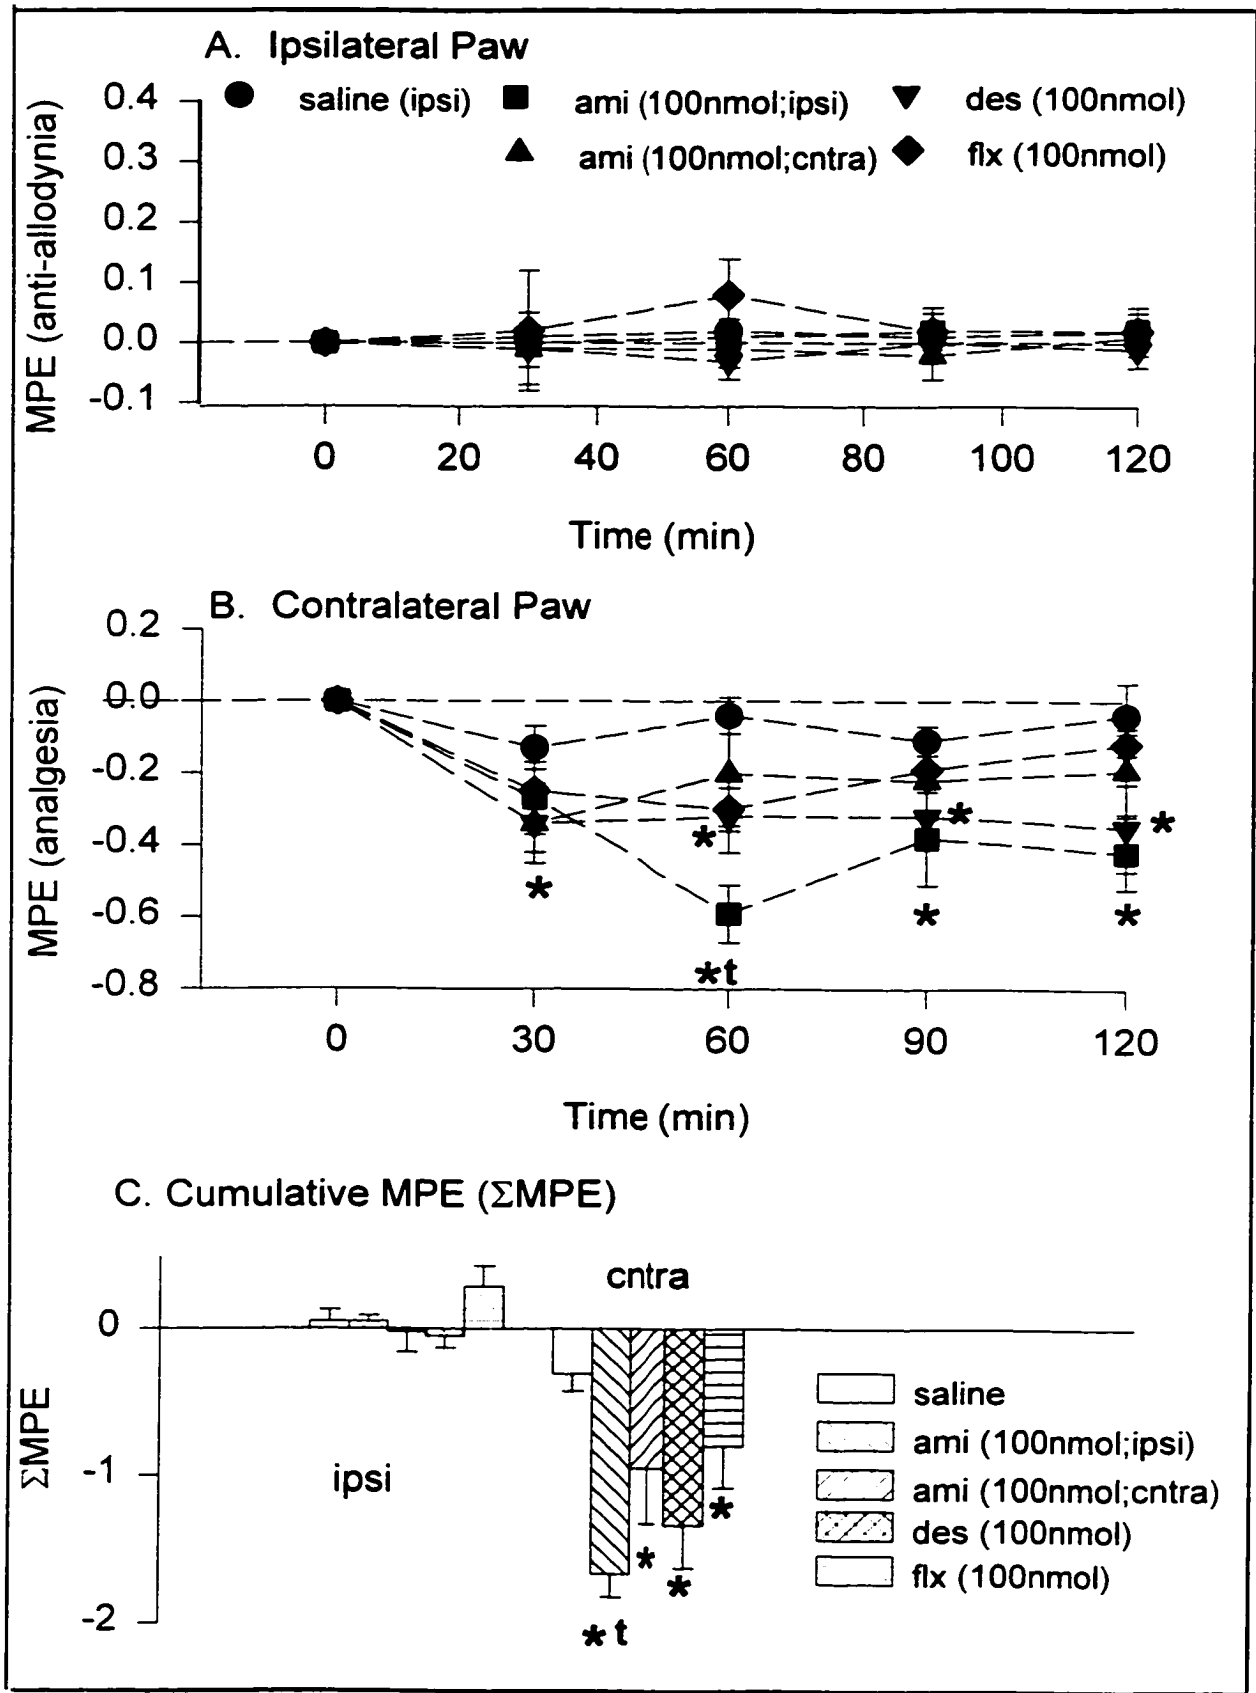 A. Ipsilateral Paw
saline (ipsi)
ami (100nmol;ipsi)
des (100nmol)
ami (100nmol;cntra)
flx (100nmol)
MPE (anti-allodynia)
0.4
0.3
0.2
0.1
0.0
-0.1
0 20 40 60 80 100 120
Time (min)
B. Contralateral Paw
MPE (analgesia)
0.2
0.0
-0.2
-0.4
-0.6
-0.8
*
*
*
*
*
*
*t
0 30 60 90 120
Time (min)
C. Cumulative MPE (ΣMPE)
ΣMPE
0
-1
-2
cntra
ipsi
*
*
*
*t
saline
ami (100nmol;ipsi)
ami (100nmol;cntra)
des (100nmol)
flx (100nmol)